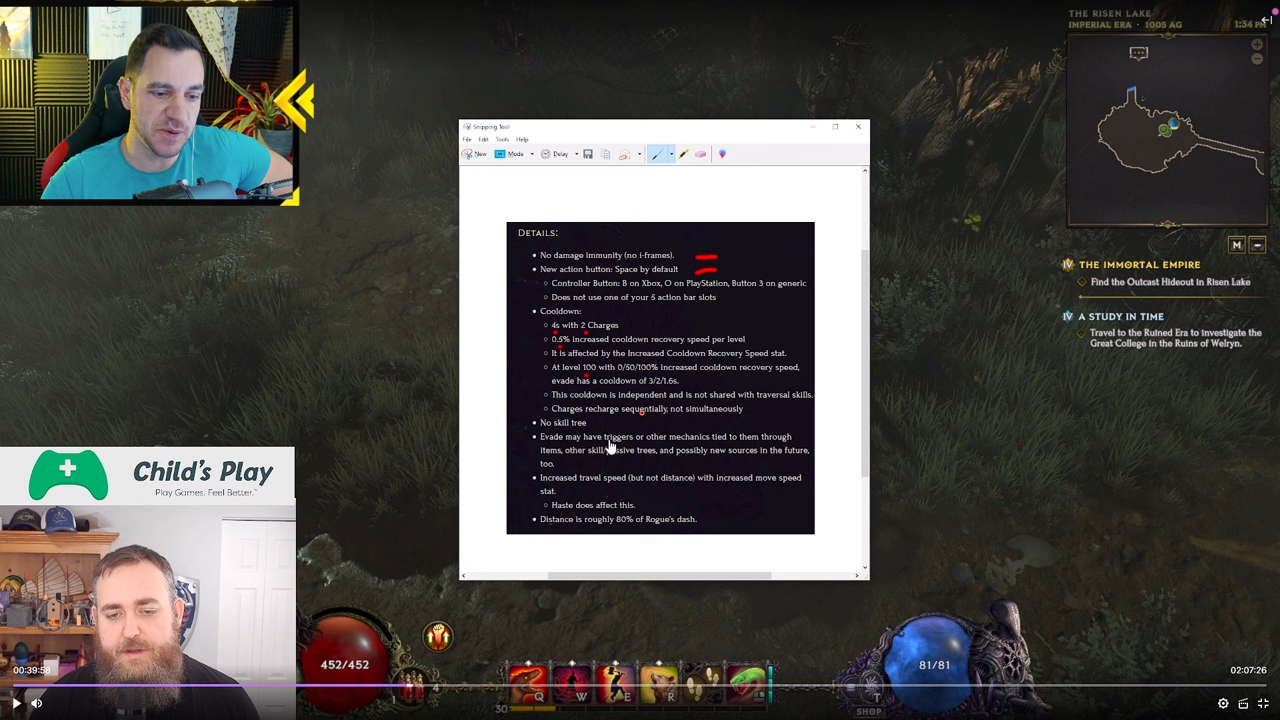 THE RISEN LAKE
IMPERIAL ERA · 1005 AG
1:34 PM
Snipping Tool
File Edit Tools Help
New Mode Delay
DETAILS:
• No damage immunity (no i-frames).
• New action button: Space by default
Controller Button: B on Xbox, O on PlayStation, Button 3 on generic
Does not use one of your 5 action bar slots
• Cooldown:
4s with 2 Charges
0.5% increased cooldown recovery speed per level
It is affected by the Increased Cooldown Recovery Speed stat.
At level 100 with 0/50/100% increased cooldown recovery speed,
evade has a cooldown of 3/2/1.6s.
This cooldown is independent and is not shared with traversal skills.
Charges recharge sequentially, not simultaneously
• No skill tree
• Evade may have triggers or other mechanics tied to them through
items, other skill/passive trees, and possibly new sources in the future,
too.
• Increased travel speed (but not distance) with increased move speed
stat.
Haste does affect this.
• Distance is roughly 80% of Rogue's dash.
M
IV THE IMMORTAL EMPIRE
Find the Outcast Hideout in Risen Lake
IV A STUDY IN TIME
Travel to the Ruined Era to investigate the
Great College in the Ruins of Welryn.
Child's Play
Play Games. Feel Better.™
452/452
1 4
Q W E R
30
81/81
T
SHOP
00:39:58
02:07:26